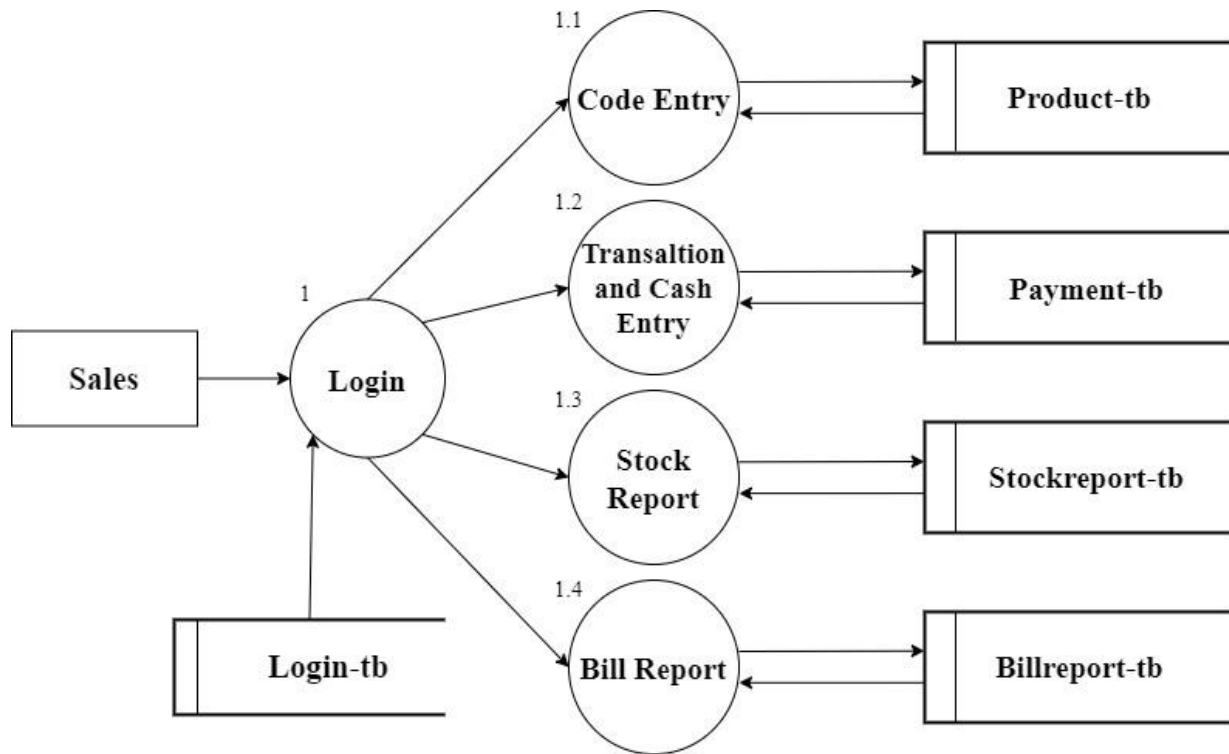 1.1
Code Entry
Product-tb
1.2
Transaltion
and Cash
Entry
Payment-tb
1
Sales
Login
1.3
Stock
Report
Stockreport-tb
1.4
Login-tb
Bill Report
Billreport-tb